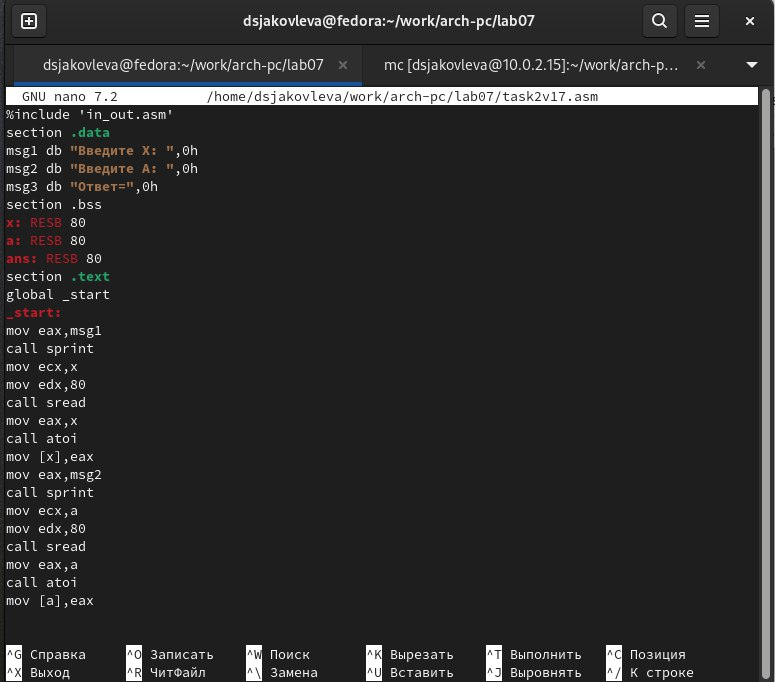 dsjakovleva@fedora:~/work/arch-pc/lab07
dsjakovleva@fedora:~/work/arch-pc/lab07 × mc [dsjakovleva@10.0.2.15]:~/work/arch-p... ×
GNU nano 7.2 /home/dsjakovleva/work/arch-pc/lab07/task2v17.asm
%include 'in_out.asm'
section .data
msg1 db "Введите X: ",0h
msg2 db "Введите A: ",0h
msg3 db "Ответ=",0h
section .bss
x: RESB 80
a: RESB 80
ans: RESB 80
section .text
global _start
_start:
mov eax,msg1
call sprint
mov ecx,x
mov edx,80
call sread
mov eax,x
call atoi
mov [x],eax
mov eax,msg2
call sprint
mov ecx,a
mov edx,80
call sread
mov eax,a
call atoi
mov [a],eax
^G Справка ^O Записать ^W Поиск ^K Вырезать ^T Выполнить ^C Позиция
^X Выход ^R ЧитФайл ^\ Замена ^U Вставить ^J Выровнять ^/ К строке